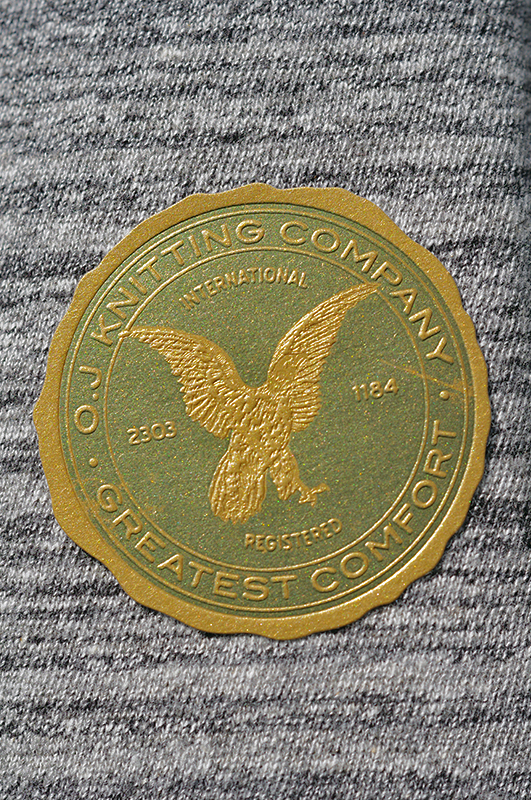 O.J KNITTING COMPANY
INTERNATIONAL
2303
1184
REGISTERED
GREATEST COMFORT